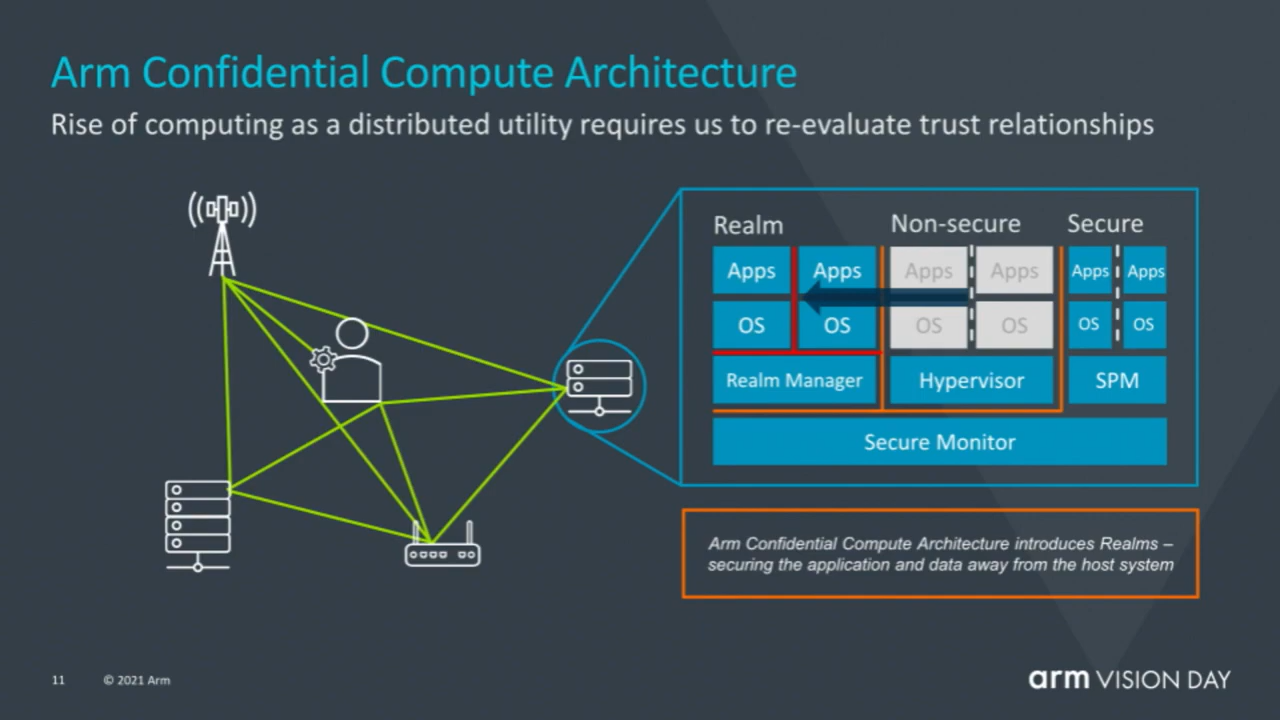 Arm Confidential Compute Architecture
Rise of computing as a distributed utility requires us to re-evaluate trust relationships
Realm
Non-secure
Secure
Apps
Apps
Apps
Apps
Apps
Apps
OS
OS
OS
OS
OS
OS
Realm Manager
Hypervisor
SPM
Secure Monitor
Arm Confidential Compute Architecture introduces Realms –
securing the application and data away from the host system
11
© 2021 Arm
arm VISION DAY